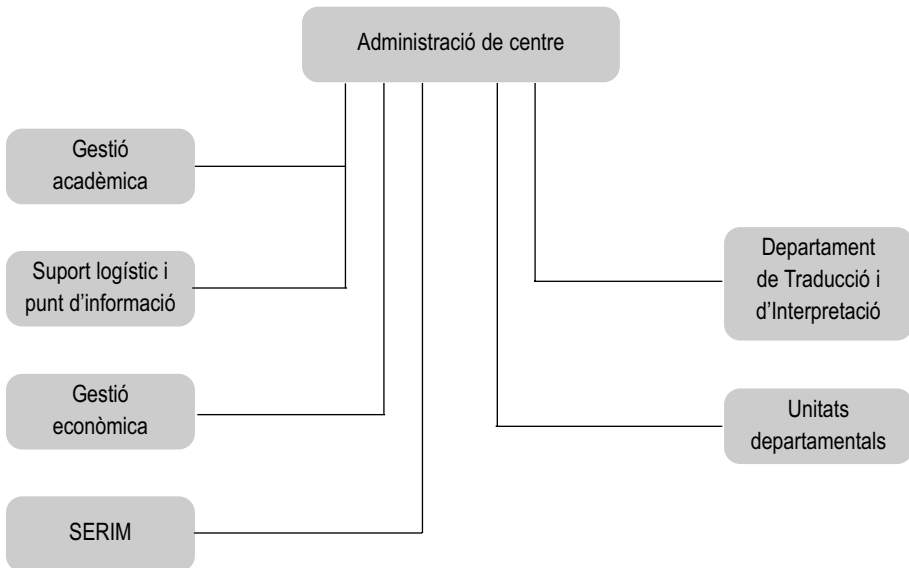 Administració de centre
Gestió
acadèmica
Suport logístic i
punt d’informació
Gestió
econòmica
SERIM
Departament
de Traducció i
d’Interpretació
Unitats
departamentals